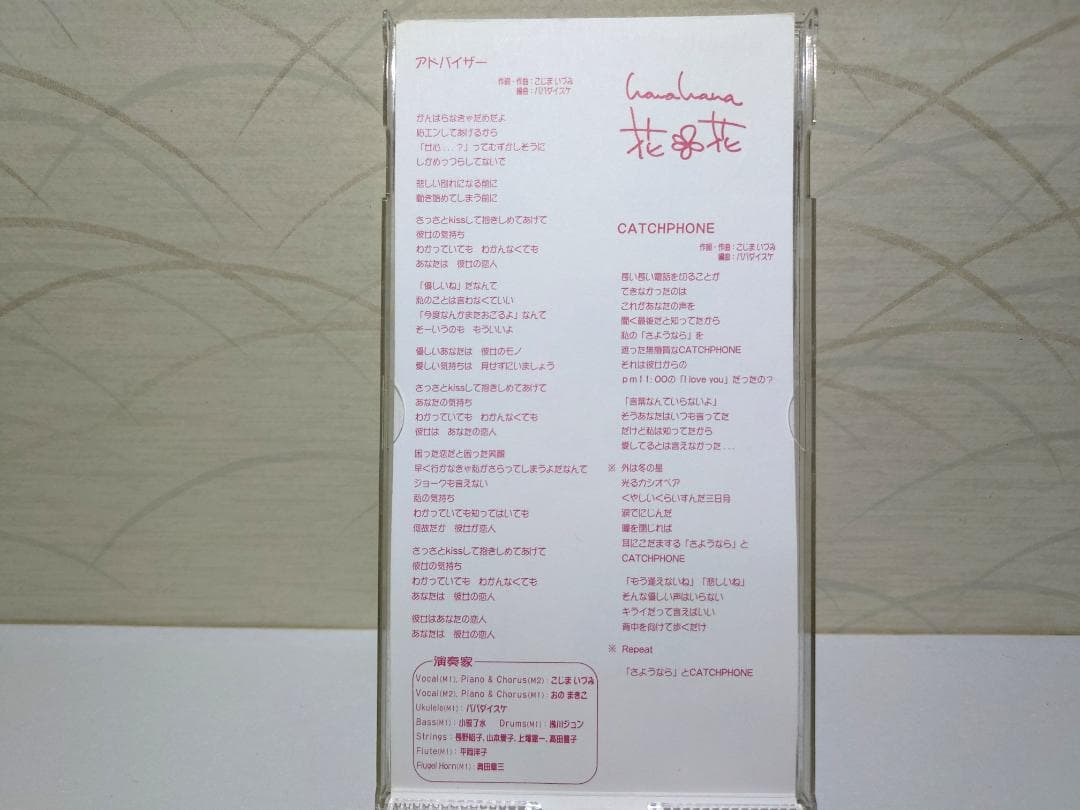 アドバイザー
作詞・作曲：こじまいづみ
編曲：パパダイスケ
がんばらなきゃだめだよ
応エンしてあげるから
「仕心...？」ってむずかしそうに
しかめっつらしてないで
悲しい別れになる前に
動き始めてしまう前に
さっさとkissして抱きしめてあげて
彼女の気持ち
わかっていても わかんなくても
あなたは 彼女の恋人
「優しいね」だなんて
私のことは言わなくていい
「今度なんかまたおごるよ」なんて
そーいうのも もういいよ
優しいあなたは 彼女のモノ
愛しい気持ちは 見せずにいましょう
さっさとkissして抱きしめてあげて
あなたの気持ち
わかっていても わかんなくても
彼女は あなたの恋人
困った恋だと困った笑顔
早く行かなきゃ私がさらってしまうよだなんて
ジョークも言えない
私の気持ち
わかっていても知ってはいても
何故だか 彼女が恋人
さっさとkissして抱きしめてあげて
彼女の気持ち
わかっていても わかんなくても
あなたは 彼女の恋人
彼女はあなたの恋人
あなたは 彼女の恋人
演奏家
Vocal(M1), Piano & Chorus(M2)：こじまいづみ
Vocal(M2), Piano & Chorus(M1)：おの まきこ
Ukulele(M1)：パパダイスケ
Bass(M1)：小笹了水 Drums(M1)：浅川ジュン
Strings：長野昭子, 山本愛子, 上塚憲一, 高田慶子
Flute(M1)：平岡洋子
Flugel Horn(M1)：奥田章三
hanahana
花❀花
CATCHPHONE
作詞・作曲：こじまいづみ
編曲：パパダイスケ
長い長い電話を切ることが
できなかったのは
これがあなたの声を
聞く最後だと知ってたから
私の「さようなら」を
遮った無機質なCATCHPHONE
それは彼女からの
pm11:00の「I love you」だったの？
「言葉なんていらないよ」
そうあなたはいつも言ってた
だけど私は知ってたから
愛してるとは言えなかった...
※ 外は冬の星
光るカシオペア
くやしいくらいすんだ三日月
涙でにじんだ
瞳を閉じれば
耳にこだまする「さようなら」と
CATCHPHONE
「もう逢えないね」「悲しいね」
そんな優しい声はいらない
キライだって言えばいい
背中を向けて歩くだけ
※ Repeat
「さようなら」とCATCHPHONE